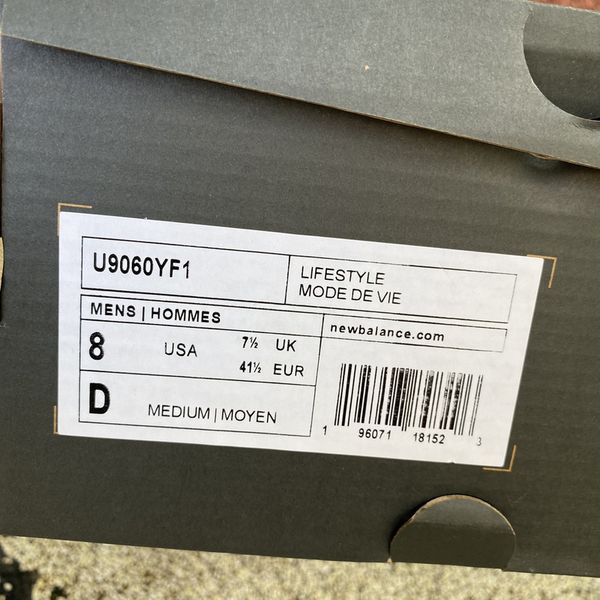 U9060YF1
LIFESTYLE
MODE DE VIE
MENS | HOMMES
newbalance.com
8 USA 7½ UK
41½ EUR
D MEDIUM | MOYEN
1 96071 18152 3